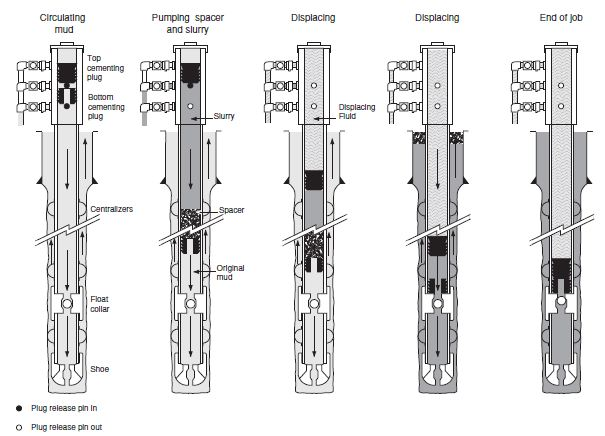 Circulating
mud
Pumping spacer
and slurry
Displacing
Displacing
End of job
Top
cementing
plug
Bottom
cementing
plug
Slurry
Displacing
Fluid
Centralizers
Spacer
Original
mud
Float
collar
Shoe
Plug release pin in
Plug release pin out